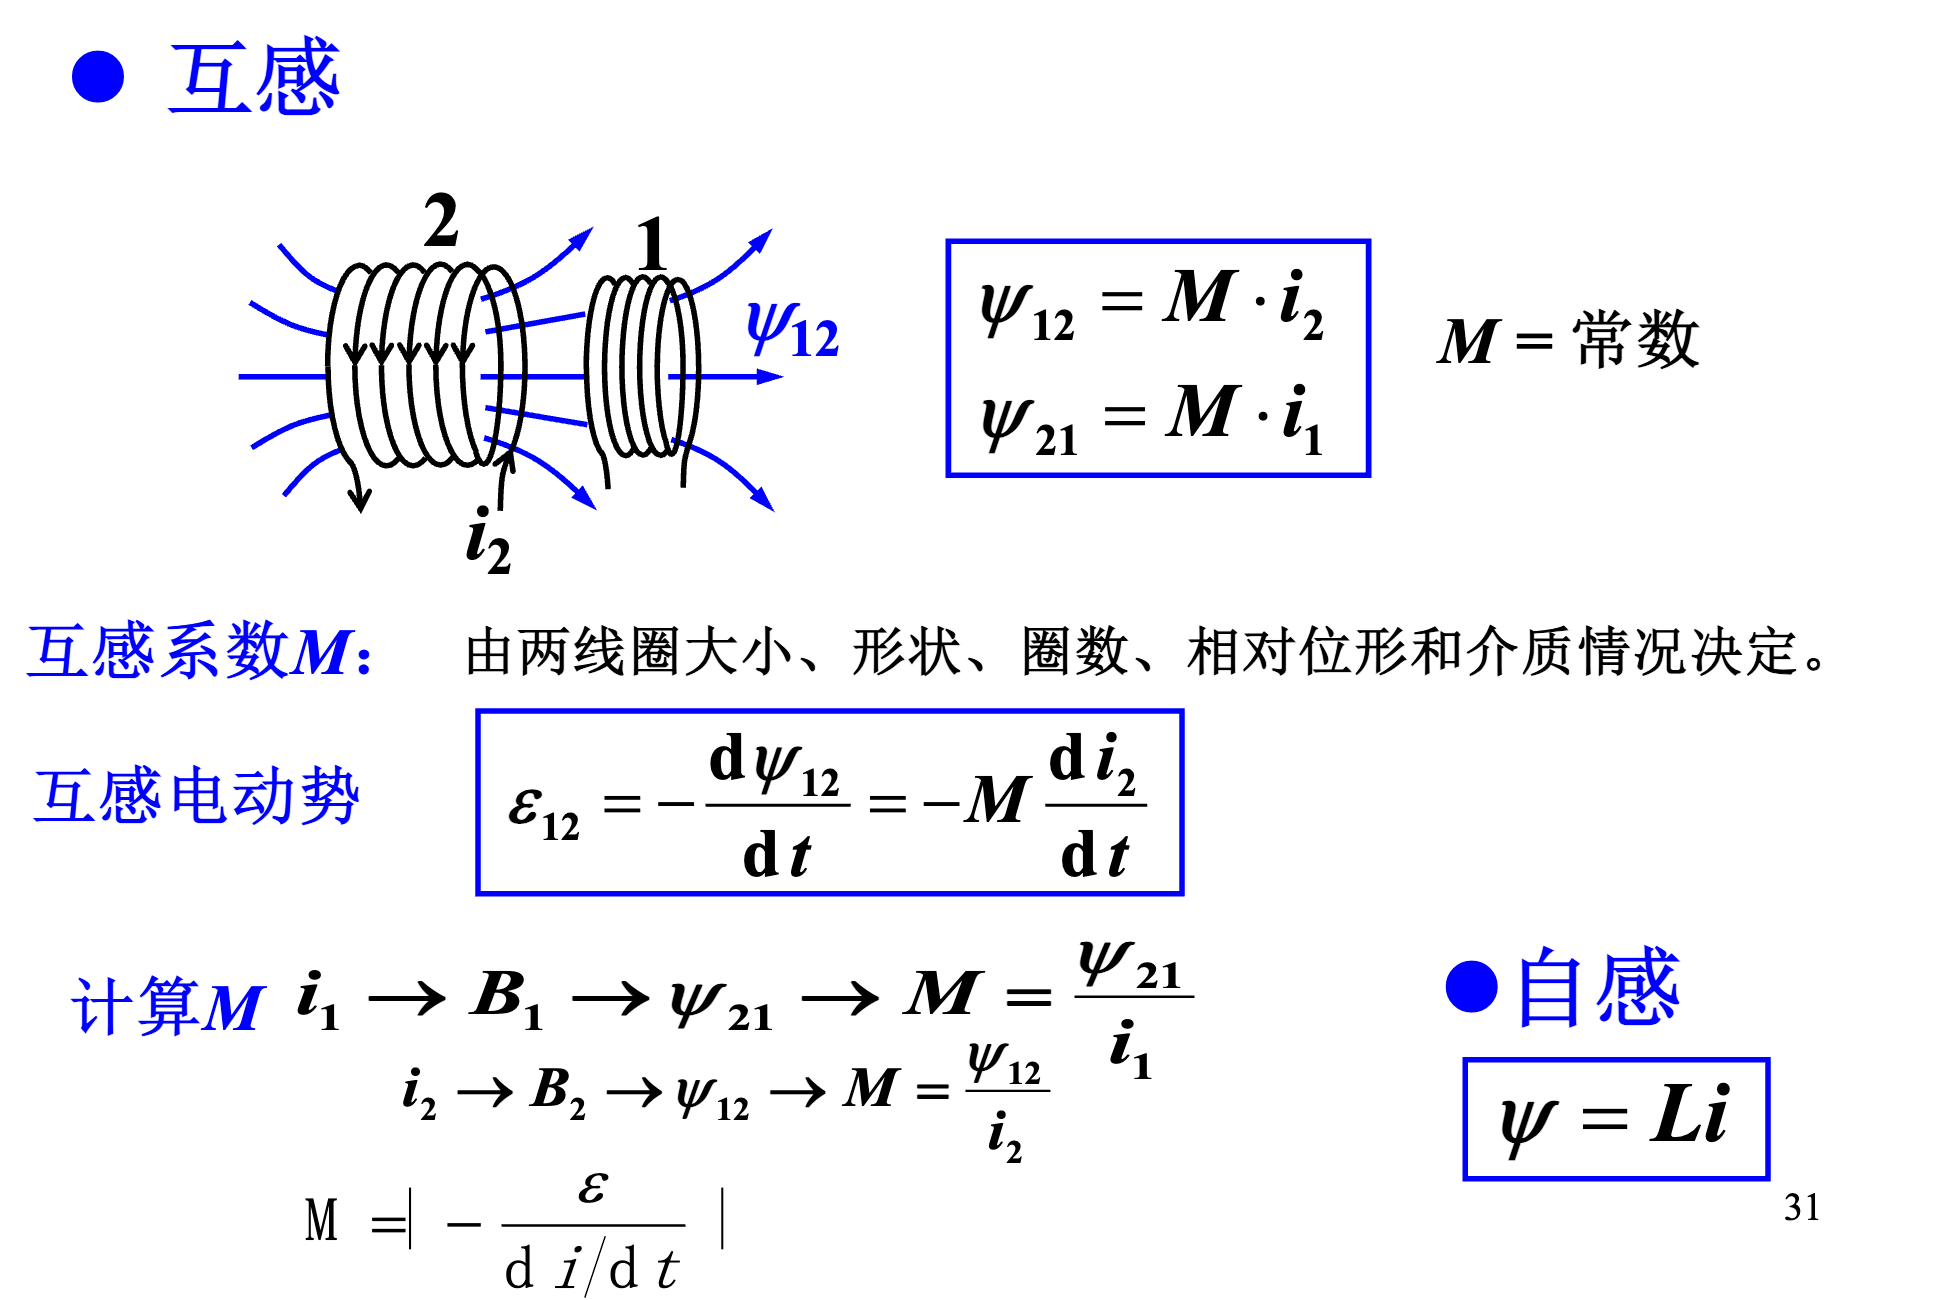 ● 互感
2
1
ψ₁₂
i₂
ψ₁₂ = M · i₂
ψ₂₁ = M · i₁
M = 常数
互感系数M： 由两线圈大小、形状、圈数、相对位形和介质情况决定。
互感电动势 ε₁₂ = − dψ₁₂/dt = −M di₂/dt
计算M i₁ → B₁ → ψ₂₁ → M = ψ₂₁/i₁
i₂ → B₂ → ψ₁₂ → M = ψ₁₂/i₂
M =| − ε/(d i/d t) |
●自感
ψ = Li
31